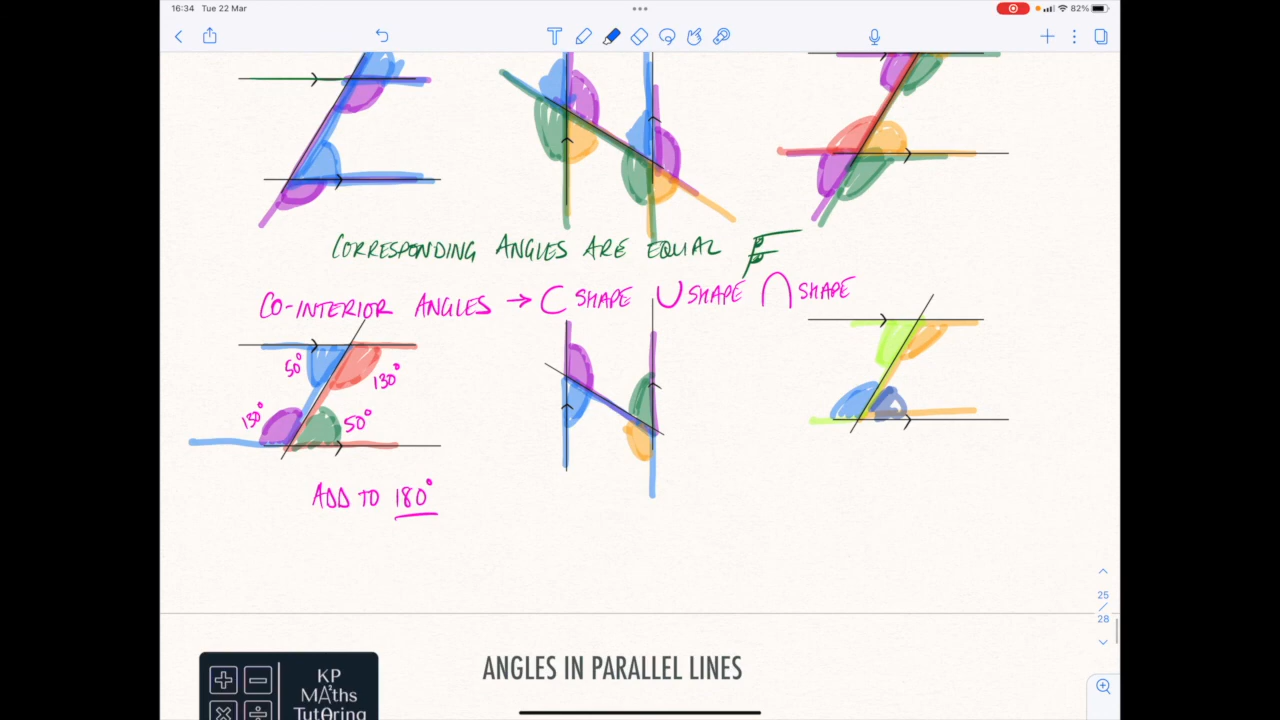 16:34 Tue 22 Mar
82%
CORRESPONDING ANGLES ARE EQUAL F
CO-INTERIOR ANGLES → C SHAPE U SHAPE ∩ SHAPE
50°
130°
130°
50°
ADD TO 180°
25
/
28
KP
MA²ths
TutOring
ANGLES IN PARALLEL LINES